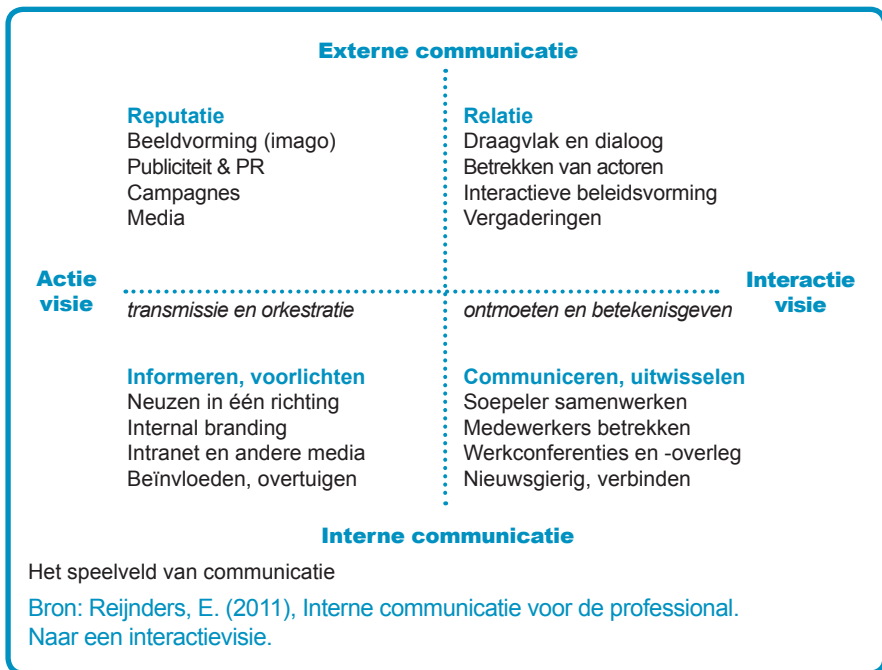 Externe communicatie
Reputatie
Beeldvorming (imago)
Publiciteit & PR
Campagnes
Media
Relatie
Draagvlak en dialoog
Betrekken van actoren
Interactieve beleidsvorming
Vergaderingen
Actie
visie
transmissie en orkestratie
ontmoeten en betekenisgeven
Interactie
visie
Informeren, voorlichten
Neuzen in één richting
Internal branding
Intranet en andere media
Beïnvloeden, overtuigen
Communiceren, uitwisselen
Soepeler samenwerken
Medewerkers betrekken
Werkconferenties en -overleg
Nieuwsgierig, verbinden
Interne communicatie
Het speelveld van communicatie
Bron: Reijnders, E. (2011), Interne communicatie voor de professional.
Naar een interactievisie.